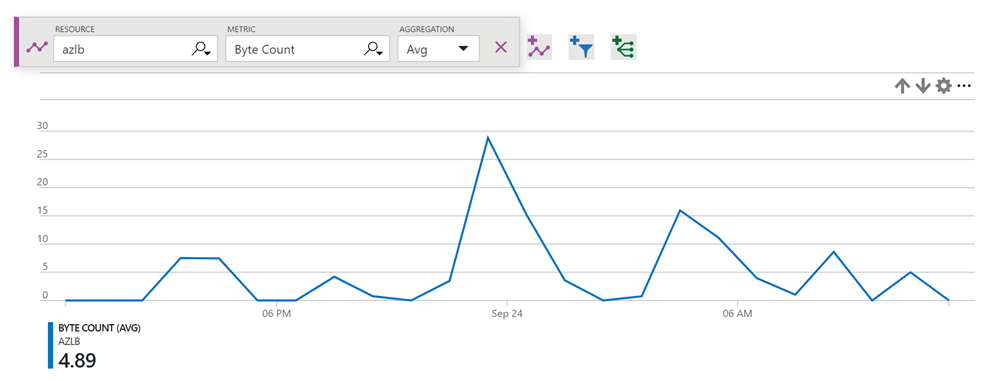 RESOURCE METRIC AGGREGATION
azlb Byte Count Avg
30
25
20
15
10
5
0
06 PM Sep 24 06 AM
BYTE COUNT (AVG)
AZLB
4.89